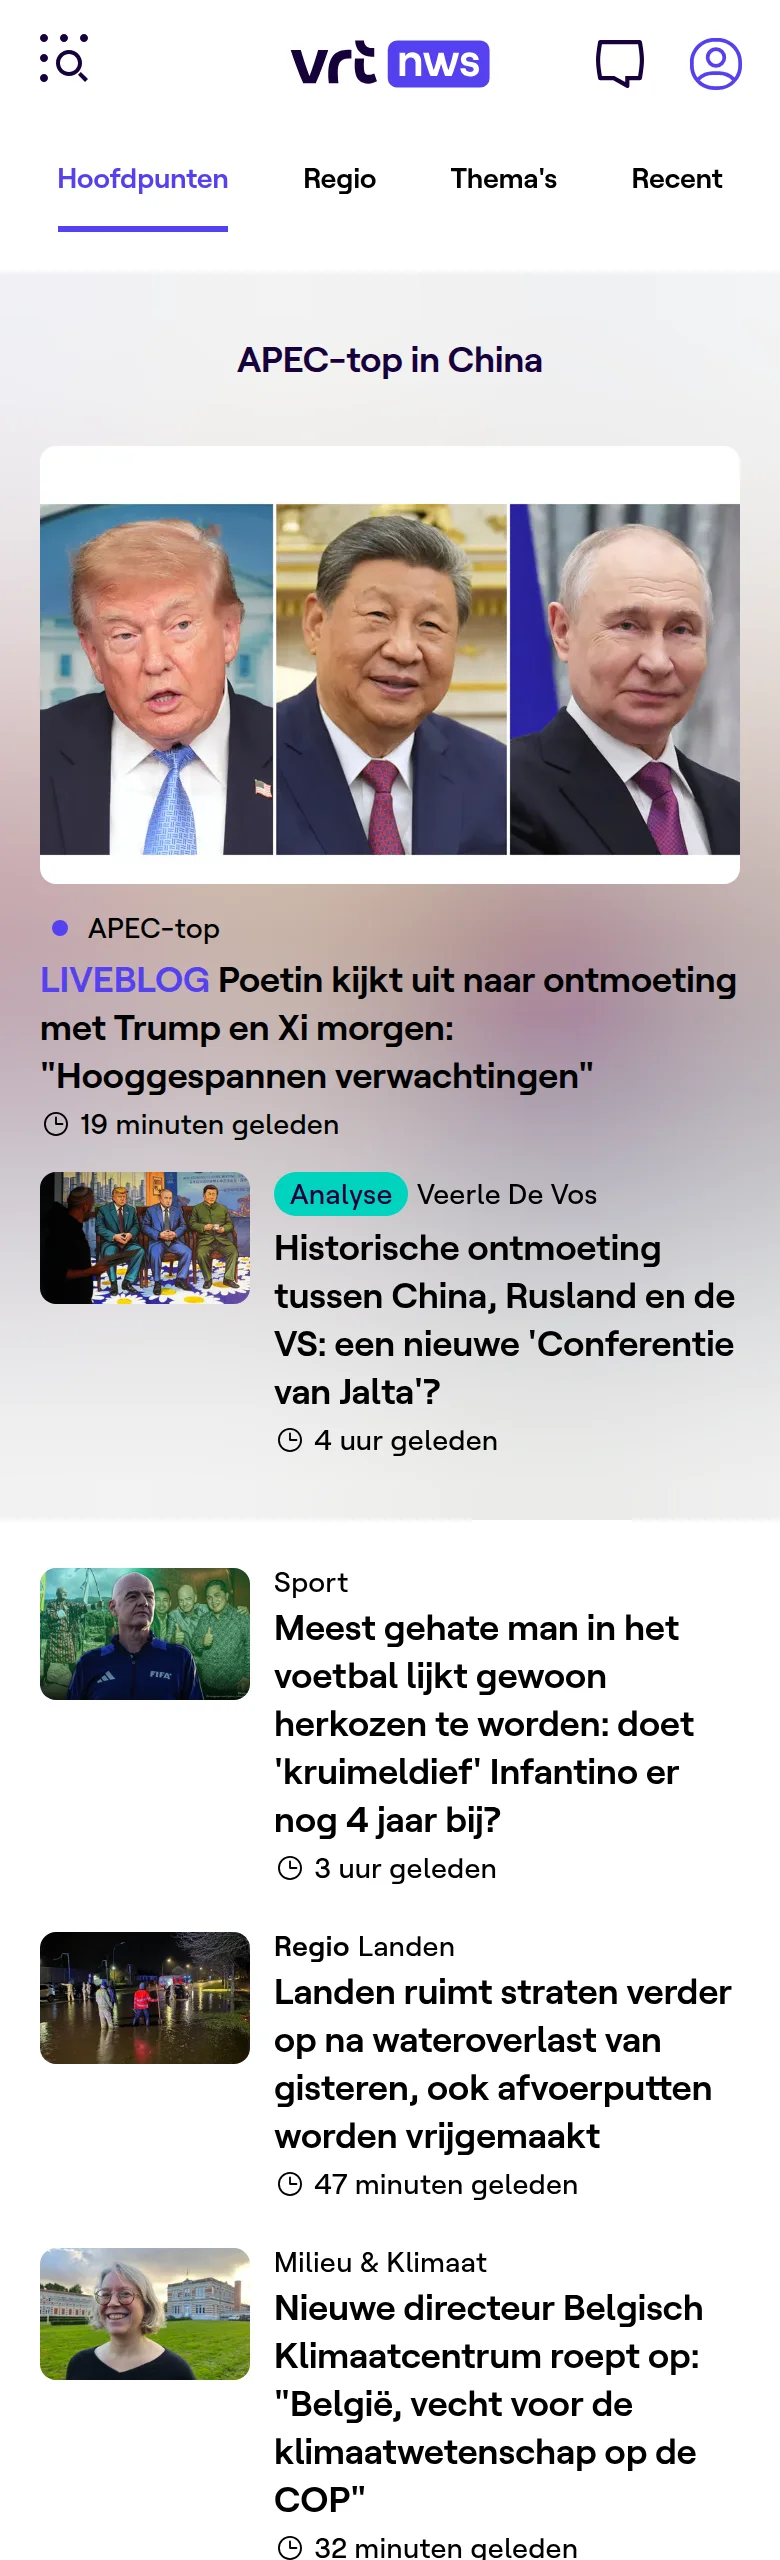 vrt nws
Hoofdpunten
Regio
Thema's
Recent
APEC-top in China
APEC-top
LIVEBLOG Poetin kijkt uit naar ontmoeting
met Trump en Xi morgen:
"Hooggespannen verwachtingen"
19 minuten geleden
Analyse Veerle De Vos
Historische ontmoeting
tussen China, Rusland en de
VS: een nieuwe 'Conferentie
van Jalta'?
4 uur geleden
FIFA
Sport
Meest gehate man in het
voetbal lijkt gewoon
herkozen te worden: doet
'kruimeldief' Infantino er
nog 4 jaar bij?
3 uur geleden
Regio Landen
Landen ruimt straten verder
op na wateroverlast van
gisteren, ook afvoerputten
worden vrijgemaakt
47 minuten geleden
Milieu & Klimaat
Nieuwe directeur Belgisch
Klimaatcentrum roept op:
"België, vecht voor de
klimaatwetenschap op de
COP"
32 minuten geleden